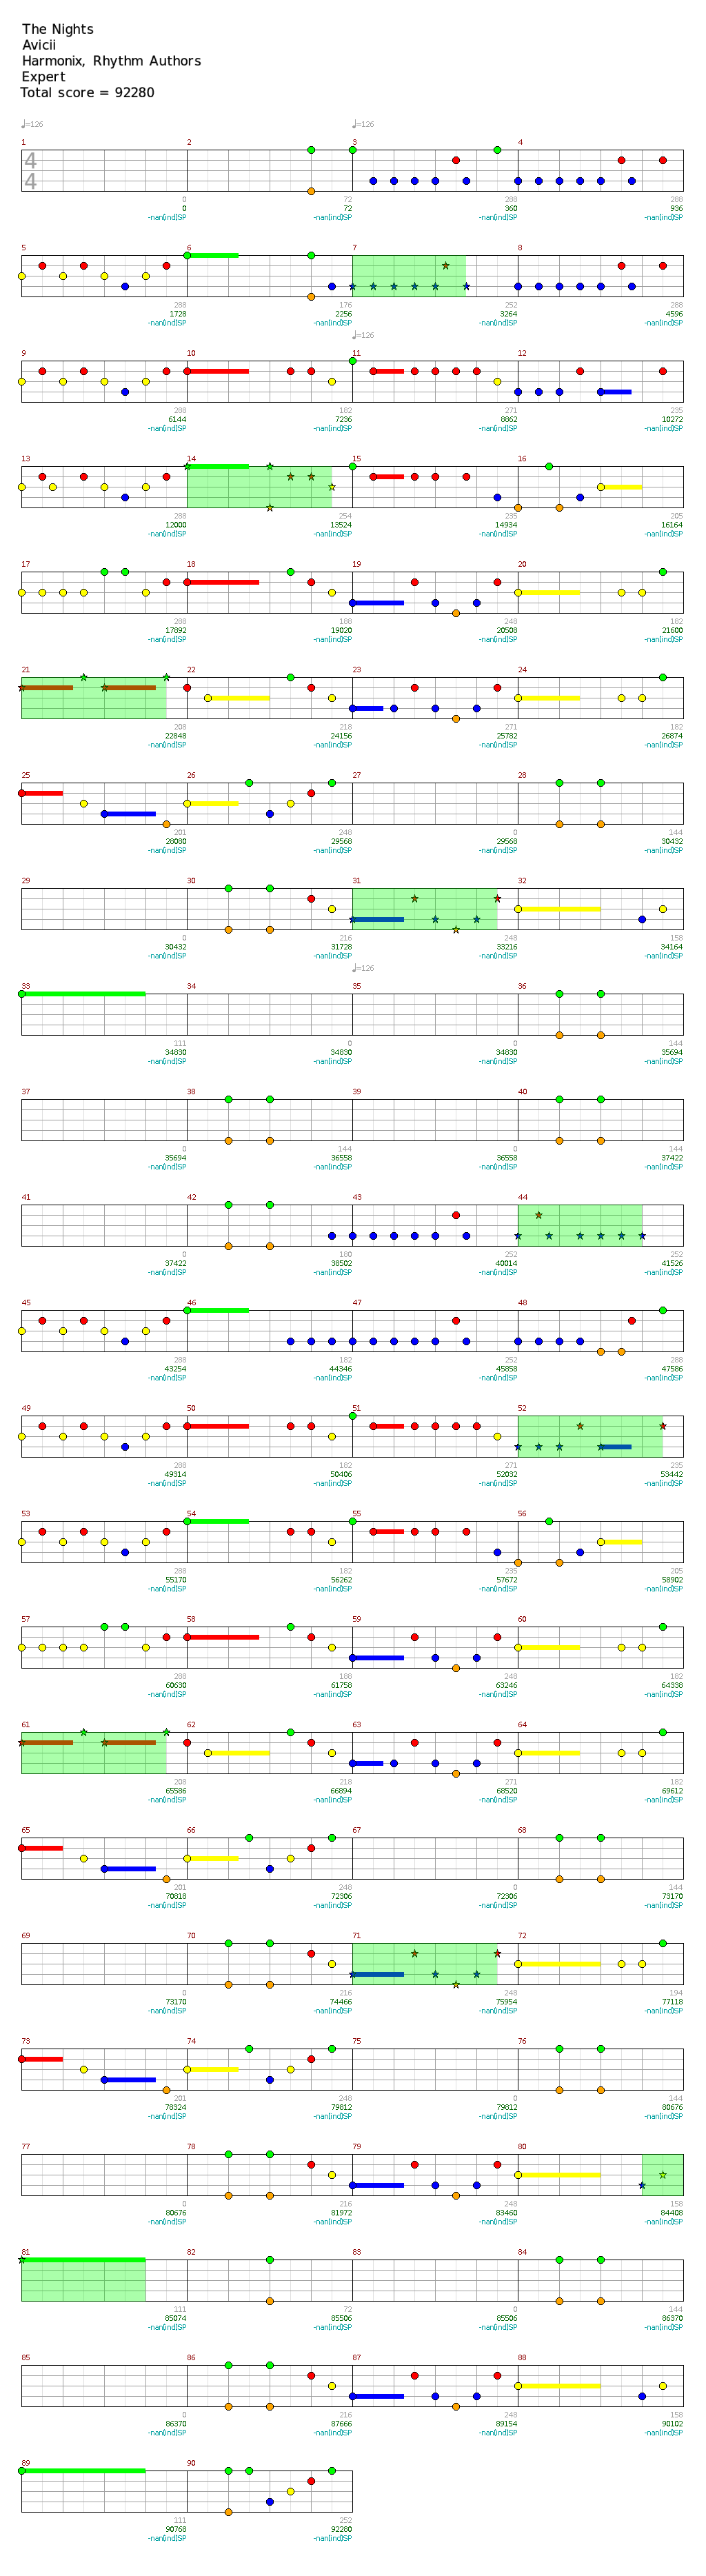 The Nights
Avicii
Harmonix, Rhythm Authors
Expert
Total score = 92280
♩=126 ♩=126
1 2 3 4
4
4
0 72 288 288
0 72 360 936
-nan(ind)SP -nan(ind)SP -nan(ind)SP -nan(ind)SP
5 6 7 8
288 176 252 288
1728 2256 3264 4596
-nan(ind)SP -nan(ind)SP -nan(ind)SP -nan(ind)SP
♩=126
9 10 11 12
288 182 271 235
6144 7236 8862 10272
-nan(ind)SP -nan(ind)SP -nan(ind)SP -nan(ind)SP
13 14 15 16
288 254 235 205
12000 13524 14934 16164
-nan(ind)SP -nan(ind)SP -nan(ind)SP -nan(ind)SP
17 18 19 20
288 188 248 182
17892 19020 20508 21600
-nan(ind)SP -nan(ind)SP -nan(ind)SP -nan(ind)SP
21 22 23 24
208 218 271 182
22848 24156 25782 26874
-nan(ind)SP -nan(ind)SP -nan(ind)SP -nan(ind)SP
25 26 27 28
201 248 0 144
28080 29568 29568 30432
-nan(ind)SP -nan(ind)SP -nan(ind)SP -nan(ind)SP
29 30 31 32
0 216 248 158
30432 31728 33216 34164
-nan(ind)SP -nan(ind)SP -nan(ind)SP -nan(ind)SP
♩=126
33 34 35 36
111 0 0 144
34830 34830 34830 35694
-nan(ind)SP -nan(ind)SP -nan(ind)SP -nan(ind)SP
37 38 39 40
0 144 0 144
35694 36558 36558 37422
-nan(ind)SP -nan(ind)SP -nan(ind)SP -nan(ind)SP
41 42 43 44
0 180 252 252
37422 38502 40014 41526
-nan(ind)SP -nan(ind)SP -nan(ind)SP -nan(ind)SP
45 46 47 48
288 182 252 288
43254 44346 45858 47586
-nan(ind)SP -nan(ind)SP -nan(ind)SP -nan(ind)SP
49 50 51 52
288 182 271 235
49314 50406 52032 53442
-nan(ind)SP -nan(ind)SP -nan(ind)SP -nan(ind)SP
53 54 55 56
288 182 235 205
55170 56262 57672 58902
-nan(ind)SP -nan(ind)SP -nan(ind)SP -nan(ind)SP
57 58 59 60
288 188 248 182
60630 61758 63246 64338
-nan(ind)SP -nan(ind)SP -nan(ind)SP -nan(ind)SP
61 62 63 64
208 218 271 182
65586 66894 68520 69612
-nan(ind)SP -nan(ind)SP -nan(ind)SP -nan(ind)SP
65 66 67 68
201 248 0 144
70818 72306 72306 73170
-nan(ind)SP -nan(ind)SP -nan(ind)SP -nan(ind)SP
69 70 71 72
0 216 248 194
73170 74466 75954 77118
-nan(ind)SP -nan(ind)SP -nan(ind)SP -nan(ind)SP
73 74 75 76
201 248 0 144
78324 79812 79812 80676
-nan(ind)SP -nan(ind)SP -nan(ind)SP -nan(ind)SP
77 78 79 80
0 216 248 158
80676 81972 83460 84408
-nan(ind)SP -nan(ind)SP -nan(ind)SP -nan(ind)SP
81 82 83 84
111 72 0 144
85074 85506 85506 86370
-nan(ind)SP -nan(ind)SP -nan(ind)SP -nan(ind)SP
85 86 87 88
0 216 248 158
86370 87666 89154 90102
-nan(ind)SP -nan(ind)SP -nan(ind)SP -nan(ind)SP
89 90
111 252
90768 92280
-nan(ind)SP -nan(ind)SP